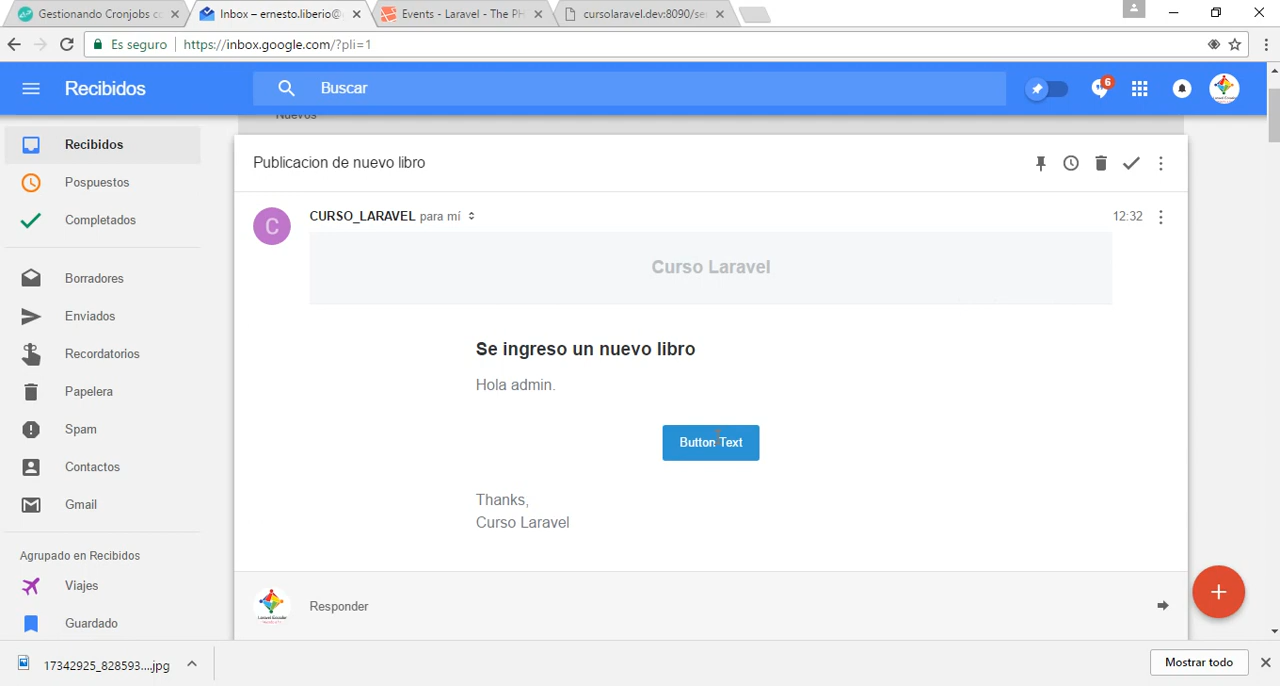 Gestionando Cronjobs co
Inbox – ernesto.liberio@
Events - Laravel - The PH
cursolaravel.dev:8090/se
Es seguro
https://inbox.google.com/?pli=1
Recibidos
Buscar
6
Recibidos
Pospuestos
Completados
Borradores
Enviados
Recordatorios
Papelera
Spam
Contactos
Gmail
Agrupado en Recibidos
Viajes
Guardado
Nuevos
Publicacion de nuevo libro
C
CURSO_LARAVEL para mí
12:32
Curso Laravel
Se ingreso un nuevo libro
Hola admin.
Button Text
Thanks,
Curso Laravel
Responder
17342925_828593....jpg
Mostrar todo